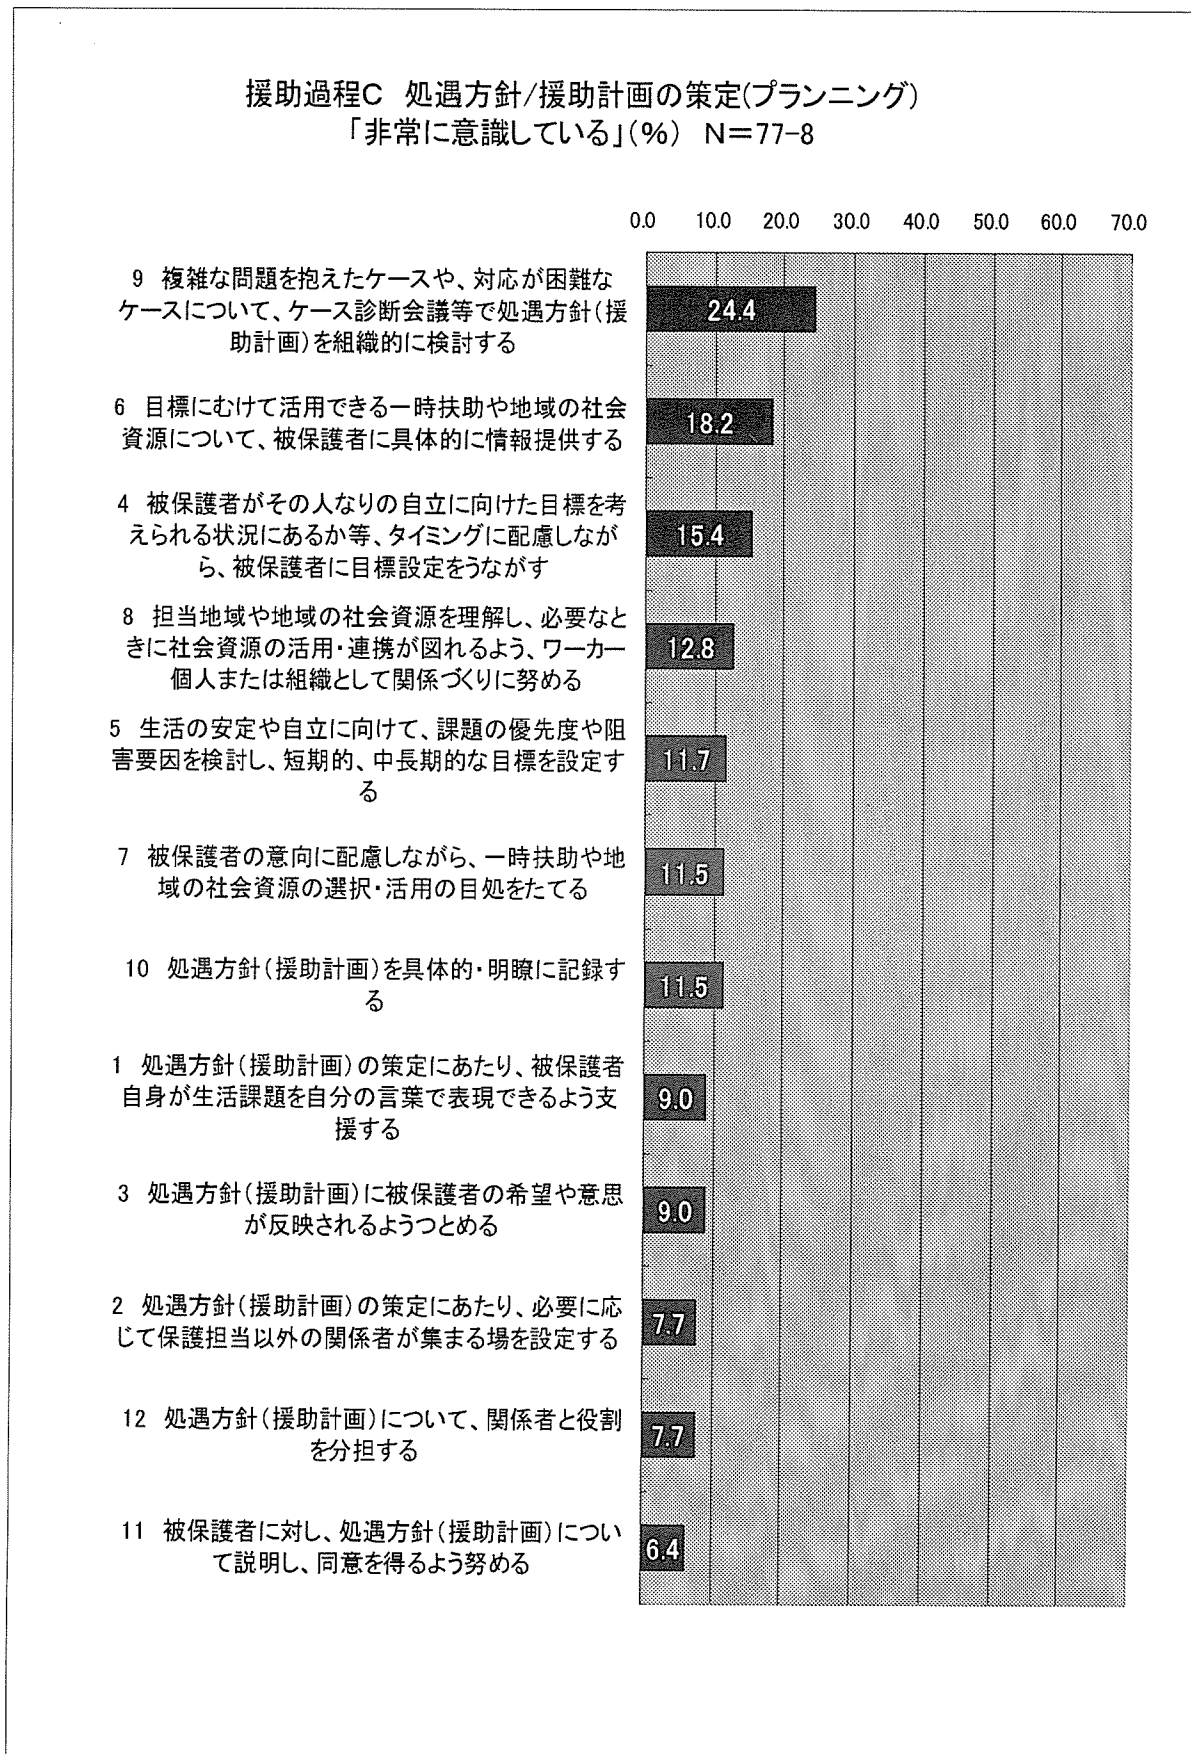 援助過程C 処遇方針/援助計画の策定(プランニング)
「非常に意識している」(%) N=77-8
0.0 10.0 20.0 30.0 40.0 50.0 60.0 70.0
9 複雑な問題を抱えたケースや、対応が困難な
ケースについて、ケース診断会議等で処遇方針(援
助計画)を組織的に検討する
24.4
6 目標にむけて活用できる一時扶助や地域の社会
資源について、被保護者に具体的に情報提供する
18.2
4 被保護者がその人なりの自立に向けた目標を考
えられる状況にあるか等、タイミングに配慮しなが
ら、被保護者に目標設定をうながす
15.4
8 担当地域や地域の社会資源を理解し、必要なと
きに社会資源の活用・連携が図れるよう、ワーカー
個人または組織として関係づくりに努める
12.8
5 生活の安定や自立に向けて、課題の優先度や阻
害要因を検討し、短期的、中長期的な目標を設定す
る
11.7
7 被保護者の意向に配慮しながら、一時扶助や地
域の社会資源の選択・活用の目処をたてる
11.5
10 処遇方針(援助計画)を具体的・明瞭に記録す
る
11.5
1 処遇方針(援助計画)の策定にあたり、被保護者
自身が生活課題を自分の言葉で表現できるよう支
援する
9.0
3 処遇方針(援助計画)に被保護者の希望や意思
が反映されるようつとめる
9.0
2 処遇方針(援助計画)の策定にあたり、必要に応
じて保護担当以外の関係者が集まる場を設定する
7.7
12 処遇方針(援助計画)について、関係者と役割
を分担する
7.7
11 被保護者に対し、処遇方針(援助計画)につい
て説明し、同意を得るよう努める
6.4